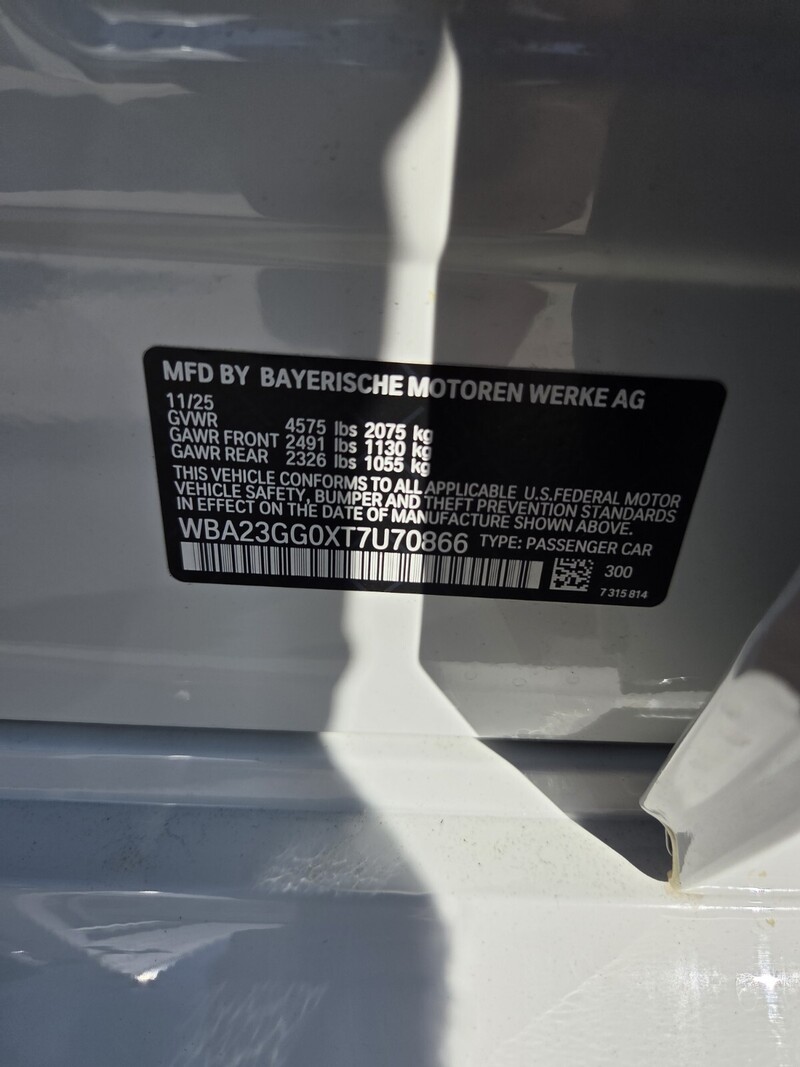 MFD BY BAYERISCHE MOTOREN WERKE AG
11/25
GVWR 4575 lbs 2075 kg
GAWR FRONT 2491 lbs 1130 kg
GAWR REAR 2326 lbs 1055 kg
THIS VEHICLE CONFORMS TO ALL APPLICABLE U.S.FEDERAL MOTOR
VEHICLE SAFETY, BUMPER AND THEFT PREVENTION STANDARDS
IN EFFECT ON THE DATE OF MANUFACTURE SHOWN ABOVE.
WBA23GG0XT7U70866 TYPE: PASSENGER CAR
300
7 315 814